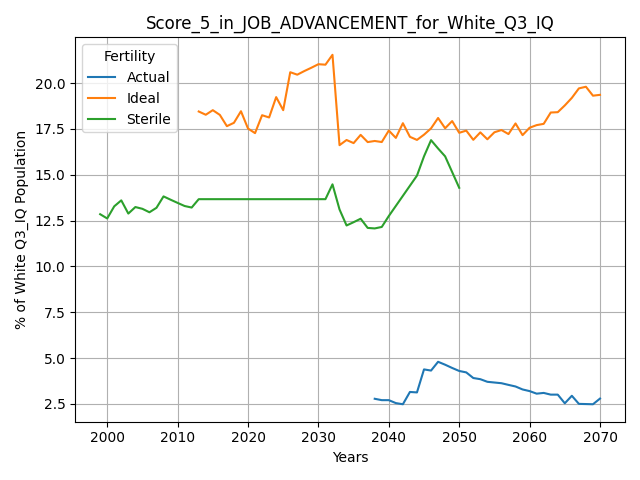 Score_5_in_JOB_ADVANCEMENT_for_White_Q3_IQ
Fertility
Actual
Ideal
Sterile
% of White Q3_IQ Population
20.0
17.5
15.0
12.5
10.0
7.5
5.0
2.5
2000 2010 2020 2030 2040 2050 2060 2070
Years